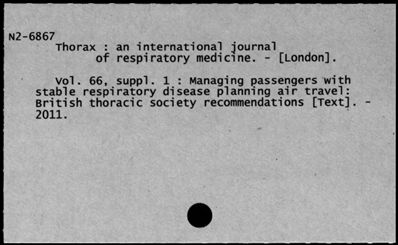 N2-6867
Thorax : an international journal
of respiratory medicine. - [London].
Vol. 66, suppl. 1 : Managing passengers with
stable respiratory disease planning air travel:
British thoracic society recommendations [Text]. -
2011.